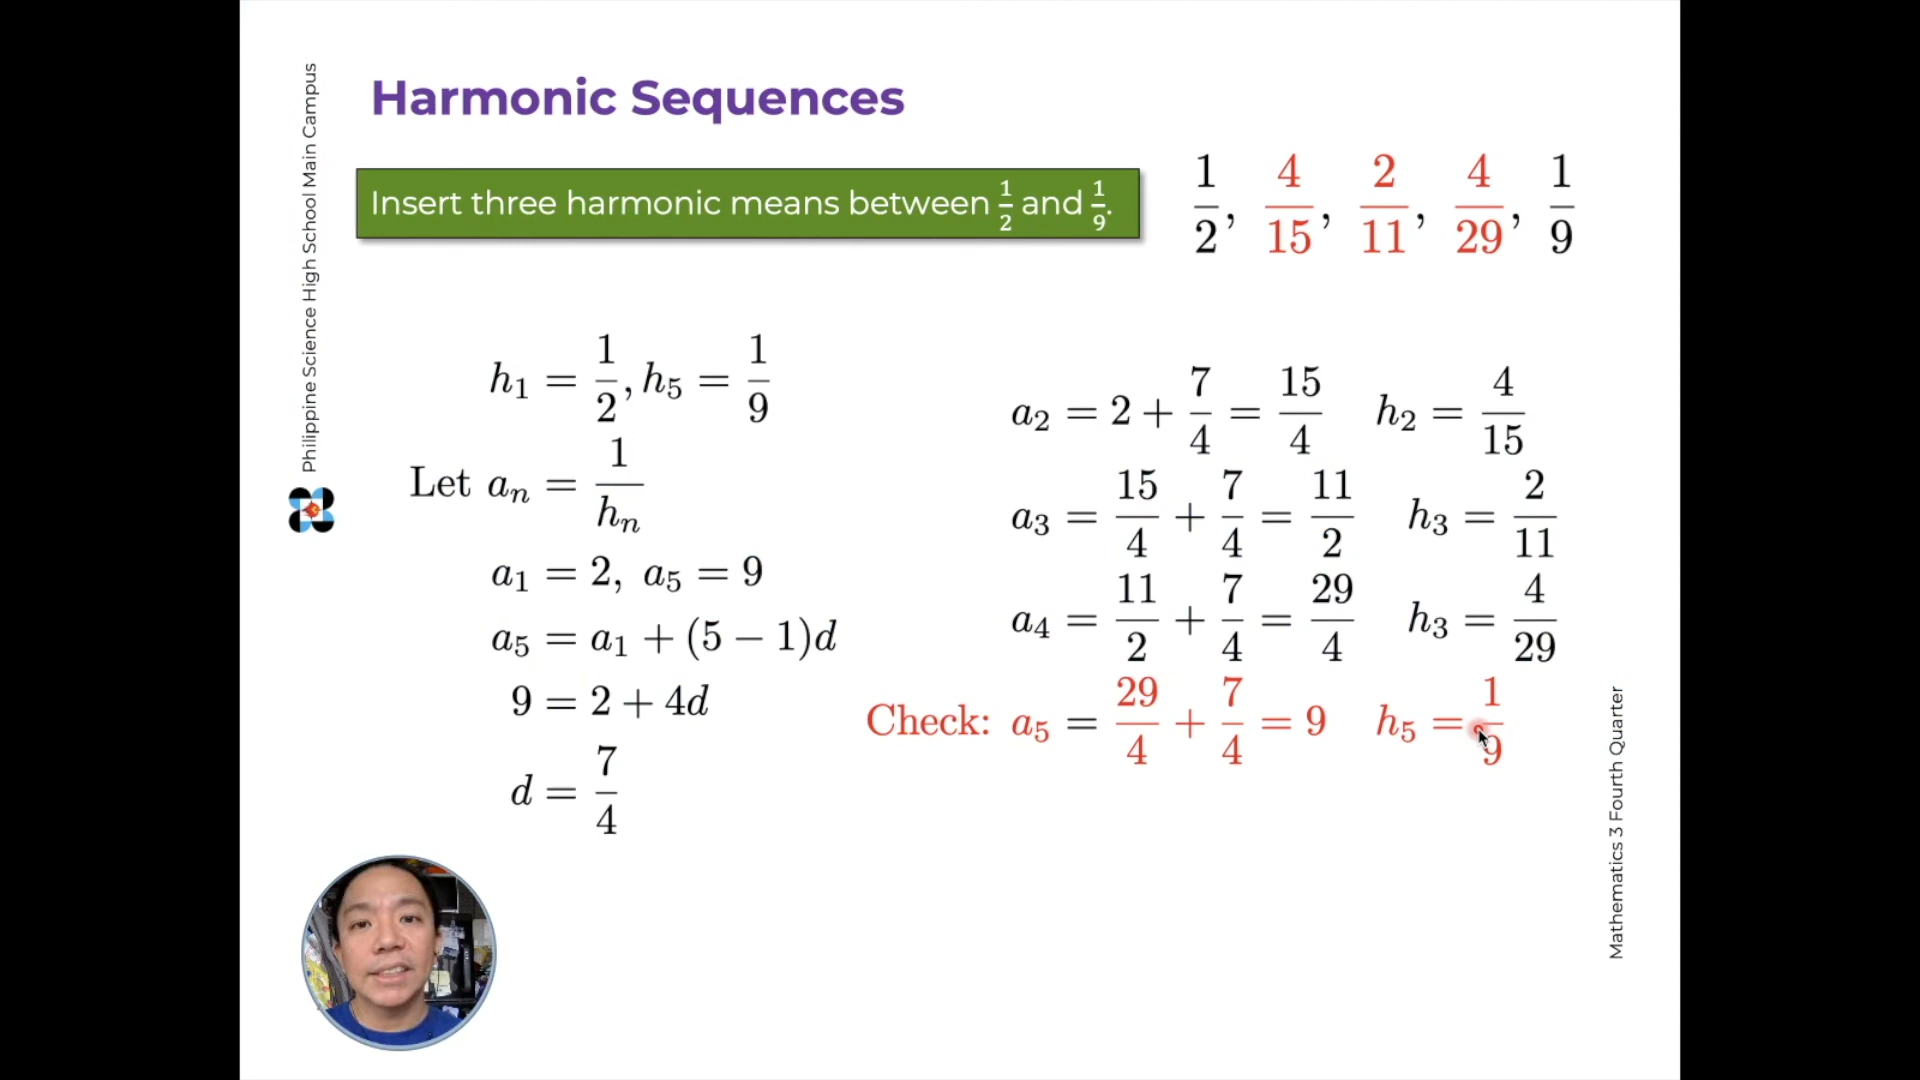 Harmonic Sequences
Insert three harmonic means between 1/2 and 1/9.
1/2, 4/15, 2/11, 4/29, 1/9
h₁ = 1/2, h₅ = 1/9
Let aₙ = 1/hₙ
a₁ = 2, a₅ = 9
a₅ = a₁ + (5 − 1)d
9 = 2 + 4d
d = 7/4
a₂ = 2 + 7/4 = 15/4 h₂ = 4/15
a₃ = 15/4 + 7/4 = 11/2 h₃ = 2/11
a₄ = 11/2 + 7/4 = 29/4 h₃ = 4/29
Check: a₅ = 29/4 + 7/4 = 9 h₅ = 1/9
Philippine Science High School Main Campus
Mathematics 3 Fourth Quarter